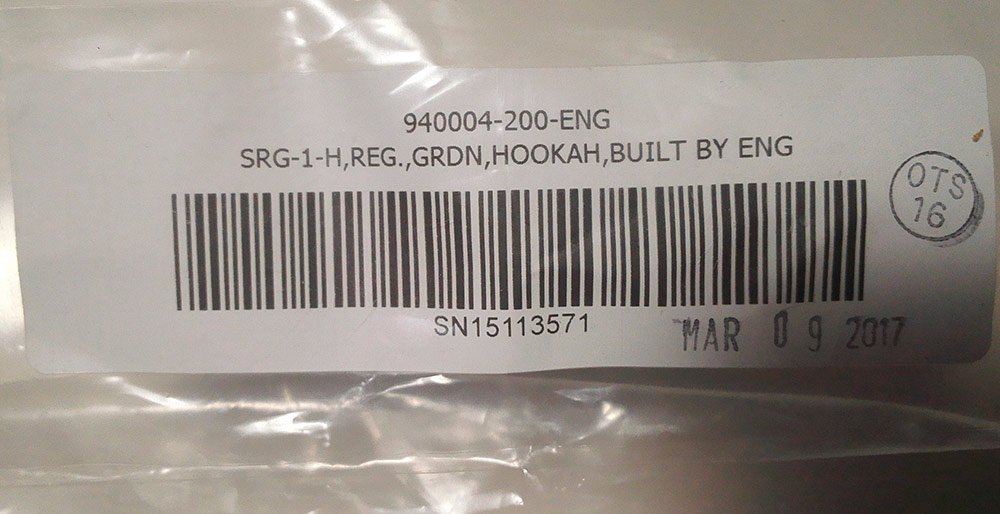 940004-200-ENG
SRG-1-H,REG.,GRDN,HOOKAH,BUILT BY ENG
OTS
16
SN15113571
MAR 09 2017